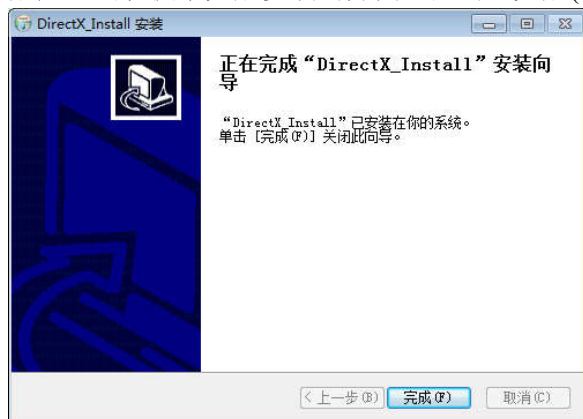 DirectX_Install 安装
正在完成“DirectX_Install”安装向
导
“DirectX_Install”已安装在你的系统。
单击 [完成(F)] 关闭此向导。
<上一步(B)
完成(F)
取消(C)